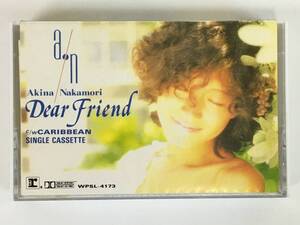 a/n
Akina Nakamori
Dear Friend
C/W CARIBBEAN
SINGLE CASSETTE
WPSL-4173